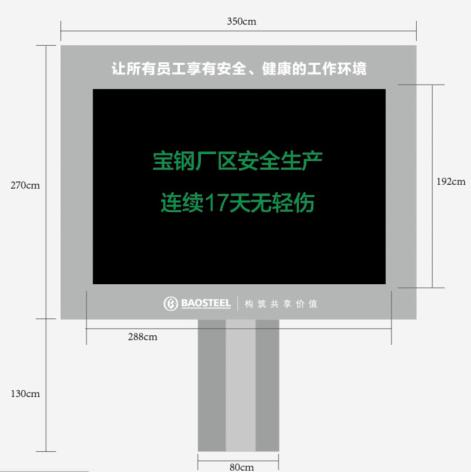 350cm
让所有员工享有安全、健康的工作环境
270cm
192cm
宝钢厂区安全生产
连续17天无轻伤
BAOSTEEL 构筑共享价值
288cm
130cm
80cm